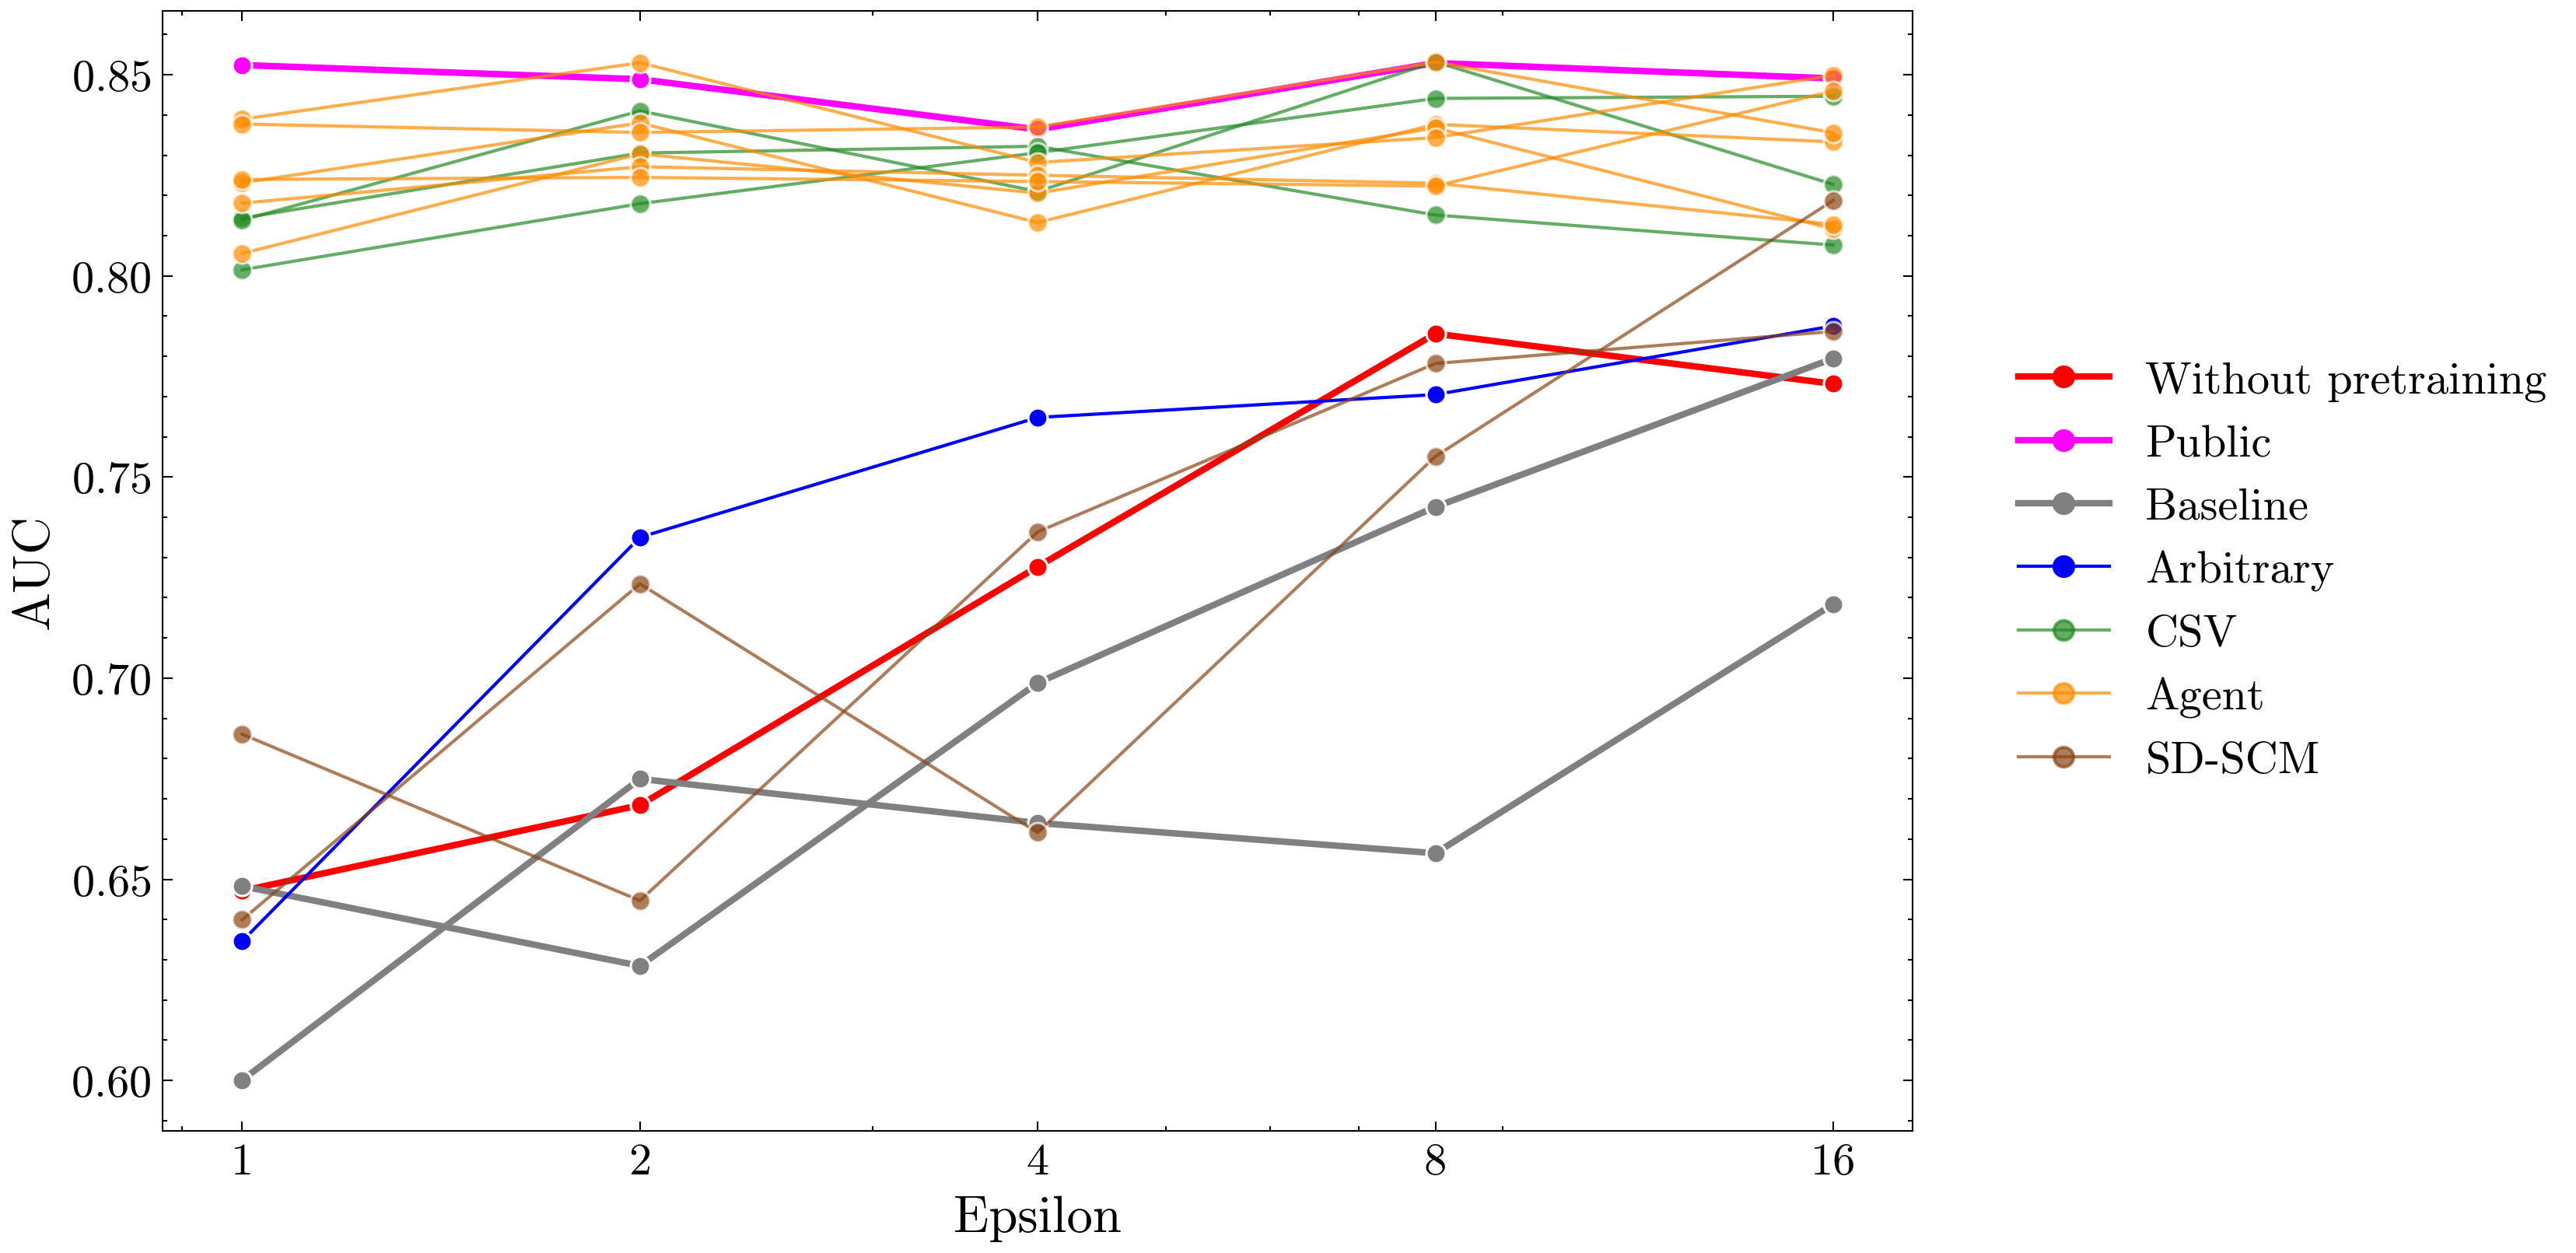 0.85
0.80
0.75
0.70
0.65
0.60
AUC
1 2 4 8 16
Epsilon
Without pretraining
Public
Baseline
Arbitrary
CSV
Agent
SD-SCM